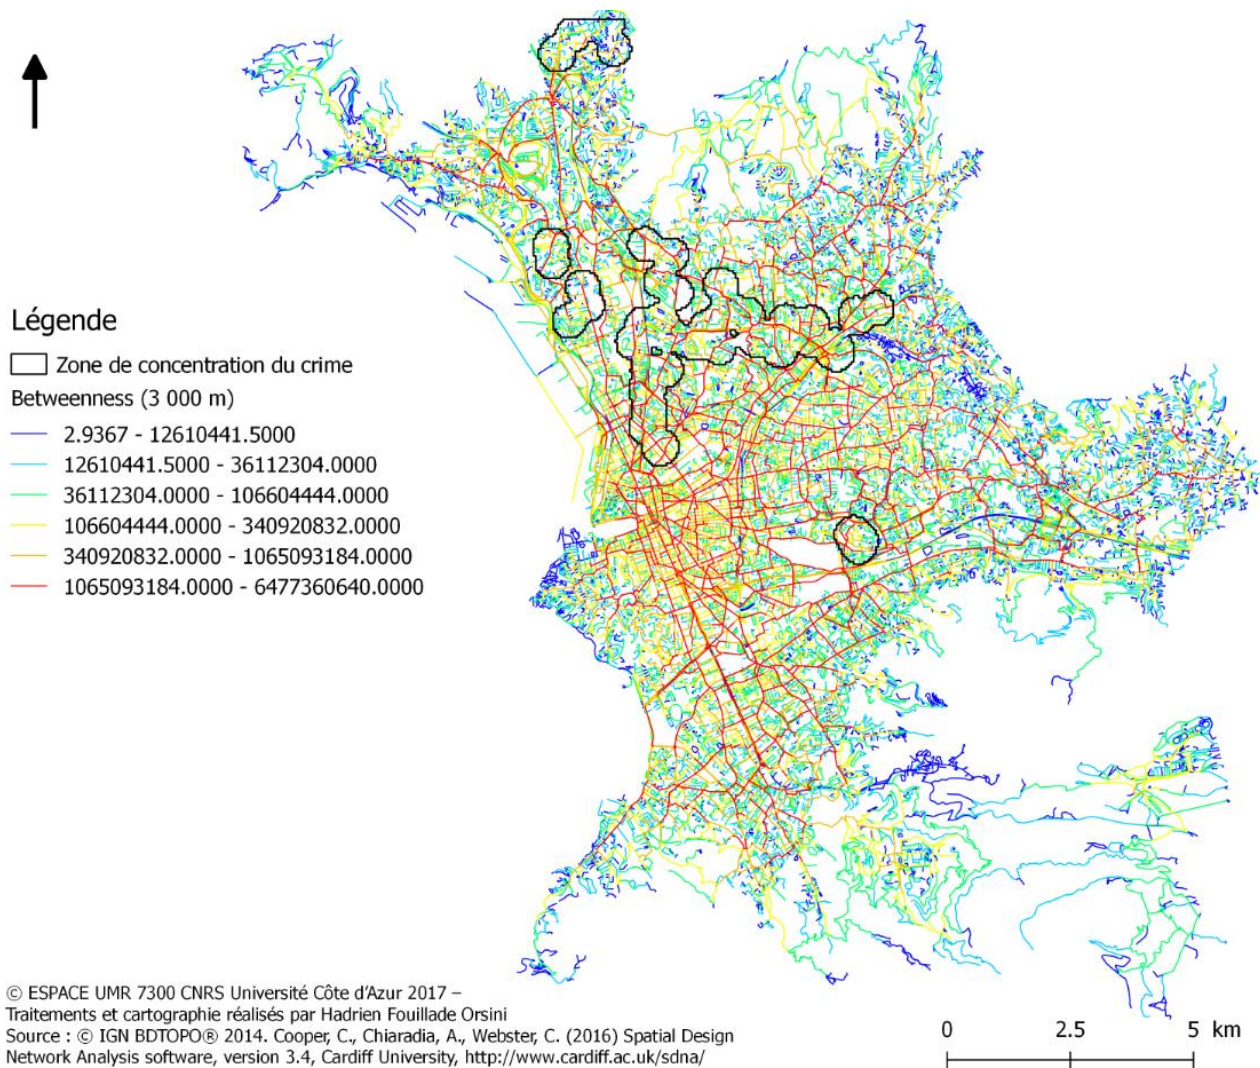 Légende
Zone de concentration du crime
Betweenness (3 000 m)
2.9367 - 12610441.5000
12610441.5000 - 36112304.0000
36112304.0000 - 106604444.0000
106604444.0000 - 340920832.0000
340920832.0000 - 1065093184.0000
1065093184.0000 - 6477360640.0000
© ESPACE UMR 7300 CNRS Université Côte d'Azur 2017 –
Traitements et cartographie réalisés par Hadrien Fouillade Orsini
Source : © IGN BDTOPO® 2014. Cooper, C., Chiaradia, A., Webster, C. (2016) Spatial Design
Network Analysis software, version 3.4, Cardiff University, http://www.cardiff.ac.uk/sdna/
0 2.5 5 km